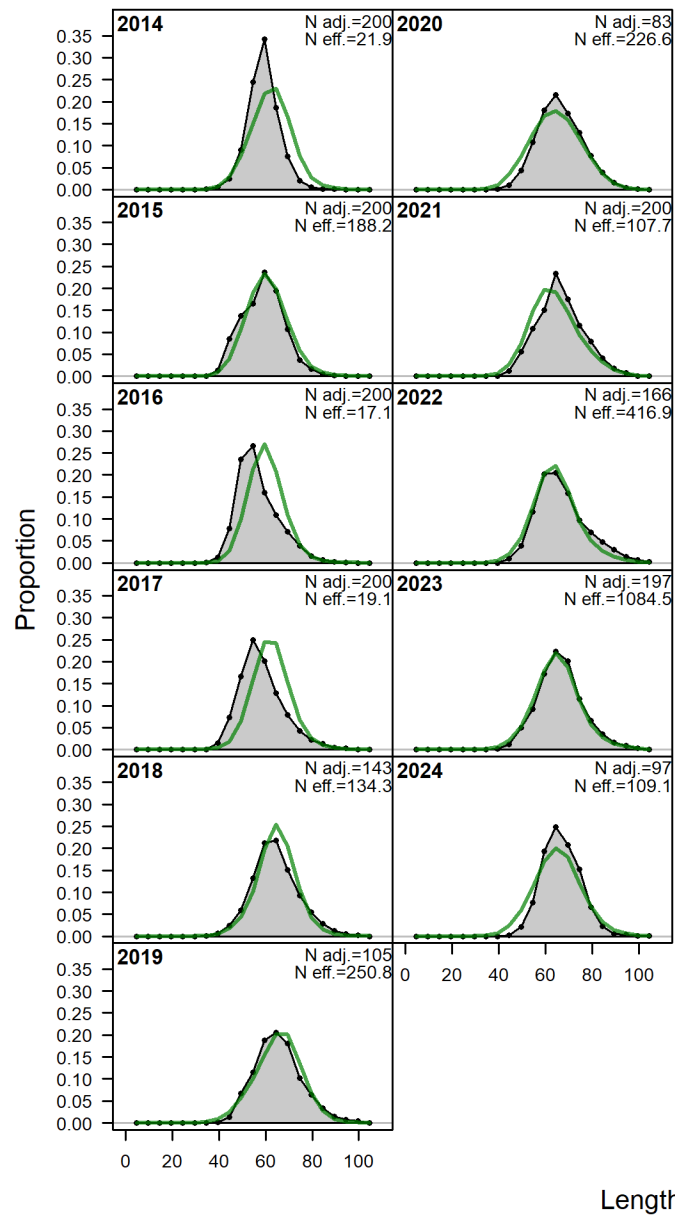 2014
N adj.=200
N eff.=21.9
0.35
0.30
0.25
0.20
0.15
0.10
0.05
0.00
2020
N adj.=83
N eff.=226.6
2015
N adj.=200
N eff.=188.2
0.35
0.30
0.25
0.20
0.15
0.10
0.05
0.00
2021
N adj.=200
N eff.=107.7
2016
N adj.=200
N eff.=17.1
0.35
0.30
0.25
0.20
0.15
0.10
0.05
0.00
2022
N adj.=166
N eff.=416.9
Proportion
2017
N adj.=200
N eff.=19.1
0.35
0.30
0.25
0.20
0.15
0.10
0.05
0.00
2023
N adj.=197
N eff.=1084.5
2018
N adj.=143
N eff.=134.3
0.35
0.30
0.25
0.20
0.15
0.10
0.05
0.00
2024
N adj.=97
N eff.=109.1
0 20 40 60 80 100
2019
N adj.=105
N eff.=250.8
0.35
0.30
0.25
0.20
0.15
0.10
0.05
0.00
0 20 40 60 80 100
Length